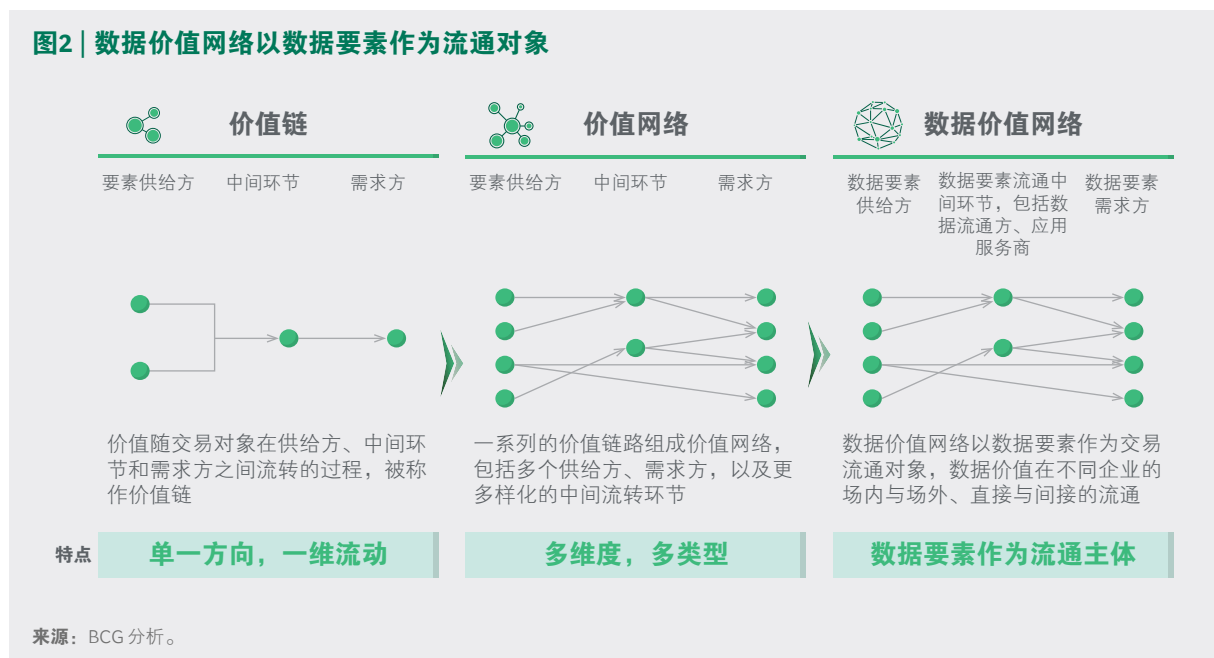 图2 | 数据价值网络以数据要素作为流通对象
价值链
要素供给方
中间环节
需求方
价值随交易对象在供给方、中间环
节和需求方之间流转的过程，被称
作价值链
价值网络
要素供给方
中间环节
需求方
一系列的价值链路组成价值网络，
包括多个供给方、需求方，以及更
多样化的中间流转环节
数据价值网络
数据要素
供给方
数据要素流通中
间环节，包括数
据流通方、应用
服务商
数据要素
需求方
数据价值网络以数据要素作为交易
流通对象，数据价值在不同企业的
场内与场外、直接与间接的流通
特点
单一方向，一维流动
多维度，多类型
数据要素作为流通主体
来源：BCG 分析。